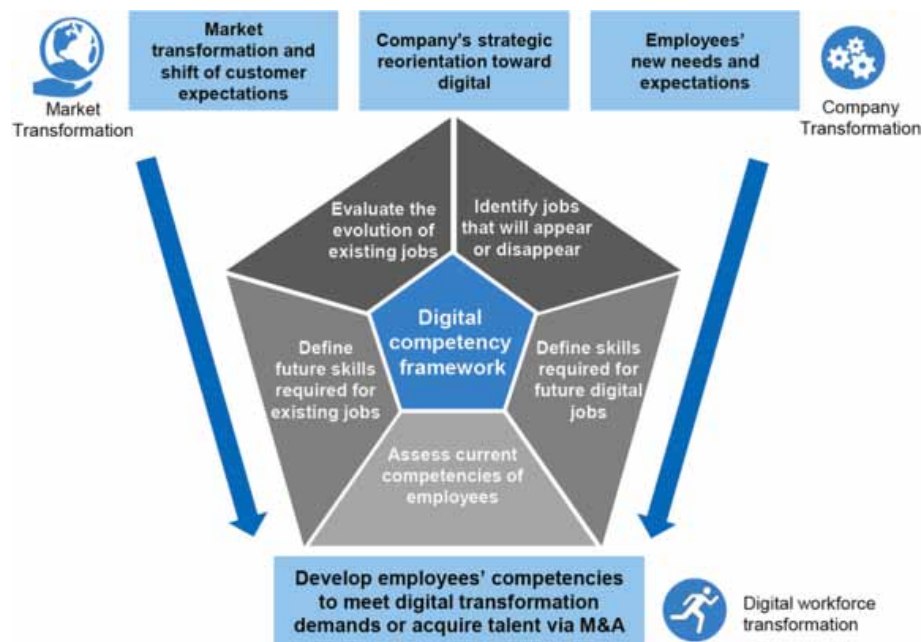 Market
transformation and
shift of customer
expectations
Company's strategic
reorientation toward
digital
Employees'
new needs and
expectations
Market
Transformation
Company
Transformation
Evaluate the
evolution of
existing jobs
Identify jobs
that will appear
or disappear
Digital
competency
framework
Define
future skills
required for
existing jobs
Define skills
required for
future digital
jobs
Assess current
competencies of
employees
Develop employees' competencies
to meet digital transformation
demands or acquire talent via M&A
Digital workforce
transformation